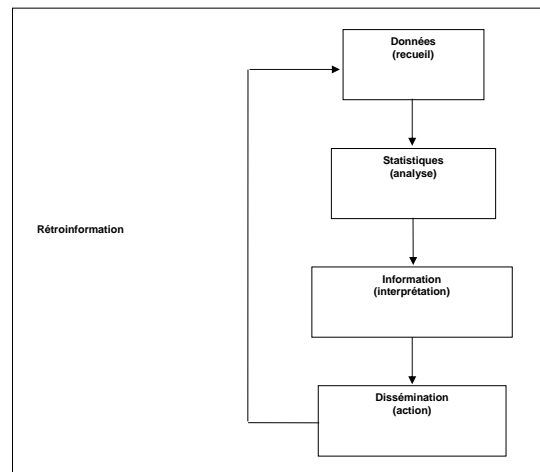 Données
(recueil)
Statistiques
(analyse)
Rétroinformation
Information
(interprétation)
Dissémination
(action)